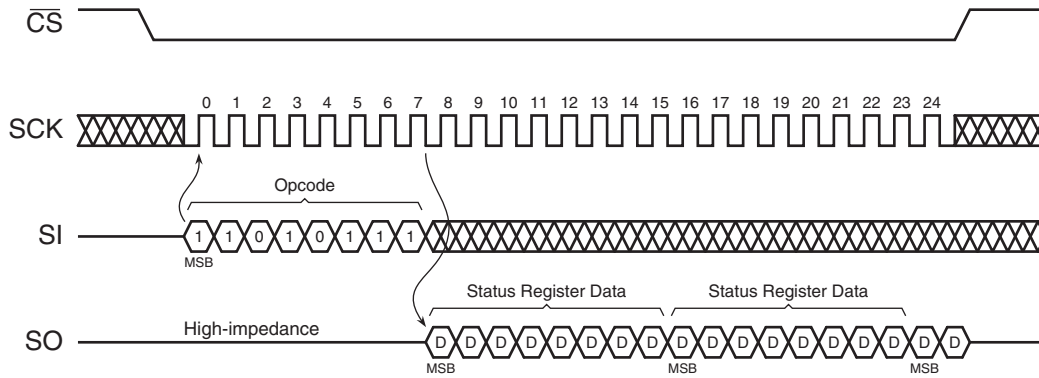 CS
0 1 2 3 4 5 6 7 8 9 10 11 12 13 14 15 16 17 18 19 20 21 22 23 24
SCK
Opcode
SI 1 1 0 1 0 1 1 1
MSB
Status Register Data Status Register Data
High-impedance
SO D D D D D D D D D D D D D D D D D D
MSB MSB MSB